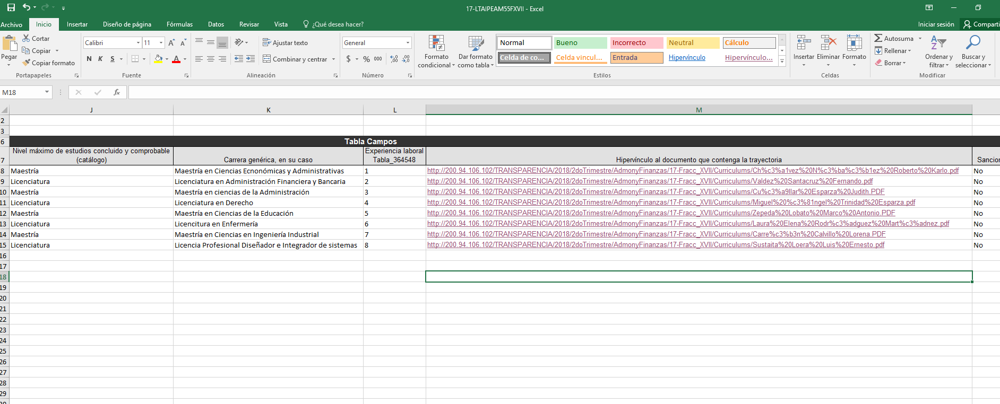 17-LTAIPEAM55FXVII - Excel
Archivo Inicio Insertar Diseño de página Fórmulas Datos Revisar Vista ¿Qué desea hacer? Iniciar sesión Comparti
Pegar
Cortar
Copiar
Copiar formato
Portapapeles
Calibri 11
N K S
Fuente
Ajustar texto
Combinar y centrar
Alineación
General
$ % 000
Número
Formato condicional
Dar formato como tabla
Normal Bueno Incorrecto Neutral Cálculo
Celda de co... Celda vincul... Entrada Hipervínculo Hipervínculo...
Estilos
Insertar Eliminar Formato
Celdas
Autosuma
Rellenar
Borrar
Ordenar y filtrar
Buscar y seleccionar
Modificar
M18 fx
J K L M
2
3
6 Tabla Campos
7 Nivel máximo de estudios concluido y comprobable (catálogo) Carrera genérica, en su caso Experiencia laboral Tabla_364548 Hipervínculo al documento que contenga la trayectoria Sancion
8 Maestría Maestría en Ciencias Ecnonómicas y Administrativas 1 http://200.94.106.102/TRANSPARENCIA/2018/2doTrimestre/AdmonyFinanzas/17-Fracc_XVII/Curriculums/Ch%c3%a1vez%20N%c3%ba%c3%b1ez%20Roberto%20Karlo.pdf No
9 Licenciatura Licenciatura en Administración Financiera y Bancaria 2 http://200.94.106.102/TRANSPARENCIA/2018/2doTrimestre/AdmonyFinanzas/17-Fracc_XVII/Curriculums/Valdez%20Santacruz%20Fernando.pdf No
10 Maestría Maestría en ciencias de la Administración 3 http://200.94.106.102/TRANSPARENCIA/2018/2doTrimestre/AdmonyFinanzas/17-Fracc_XVII/Curriculums/Cu%c3%a9llar%20Esparza%20Judith.PDF No
11 Licenciatura Licenciatura en Derecho 4 http://200.94.106.102/TRANSPARENCIA/2018/2doTrimestre/AdmonyFinanzas/17-Fracc_XVII/Curriculums/Miguel%20%c3%81ngel%20Trinidad%20Esparza.pdf No
12 Maestría Maestría en Ciencias de la Educación 5 http://200.94.106.102/TRANSPARENCIA/2018/2doTrimestre/AdmonyFinanzas/17-Fracc_XVII/Curriculums/Zepeda%20Lobato%20Marco%20Antonio.PDF No
13 Licenciatura Licencitura en Enfermería 6 http://200.94.106.102/TRANSPARENCIA/2018/2doTrimestre/AdmonyFinanzas/17-Fracc_XVII/Curriculums/Laura%20Elena%20Rodr%c3%adguez%20Mart%c3%adnez.pdf No
14 Maestría Maestría en Ciencias en Ingeniería Industrial 7 http://200.94.106.102/TRANSPARENCIA/2018/2doTrimestre/AdmonyFinanzas/17-Fracc_XVII/Curriculums/Carre%c3%b3n%20Calvillo%20Lorena.PDF No
15 Licenciatura Licencia Profesional Diseñador e Integrador de sistemas 8 http://200.94.106.102/TRANSPARENCIA/2018/2doTrimestre/AdmonyFinanzas/17-Fracc_XVII/Curriculums/Sustaita%20Loera%20Luis%20Ernesto.pdf No
16
17
18
19
20
21
22
23
24
25
26
27
28
29